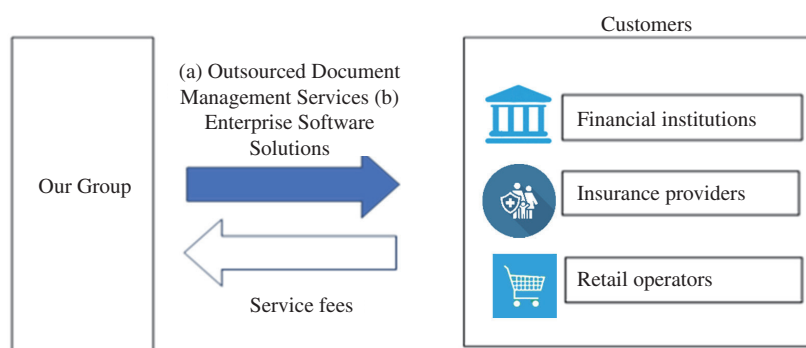 Customers
(a) Outsourced Document
Management Services (b)
Enterprise Software
Solutions
Our Group
Service fees
Financial institutions
Insurance providers
Retail operators